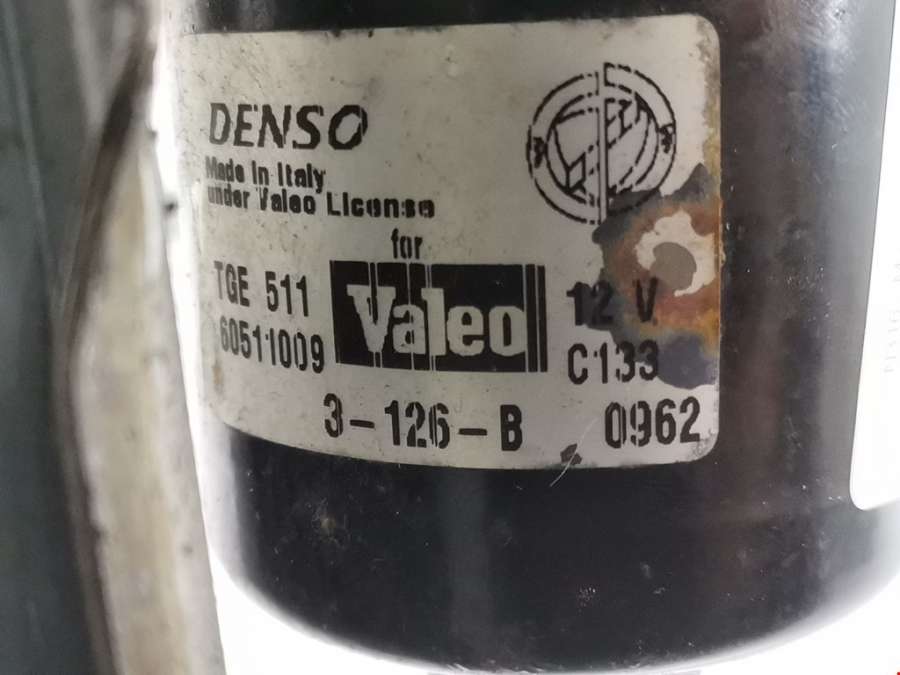 DENSO
Made in Italy
under Valeo License
for
TGE 511
Valeo
12 V
60511009
C133
3-126-B
0962